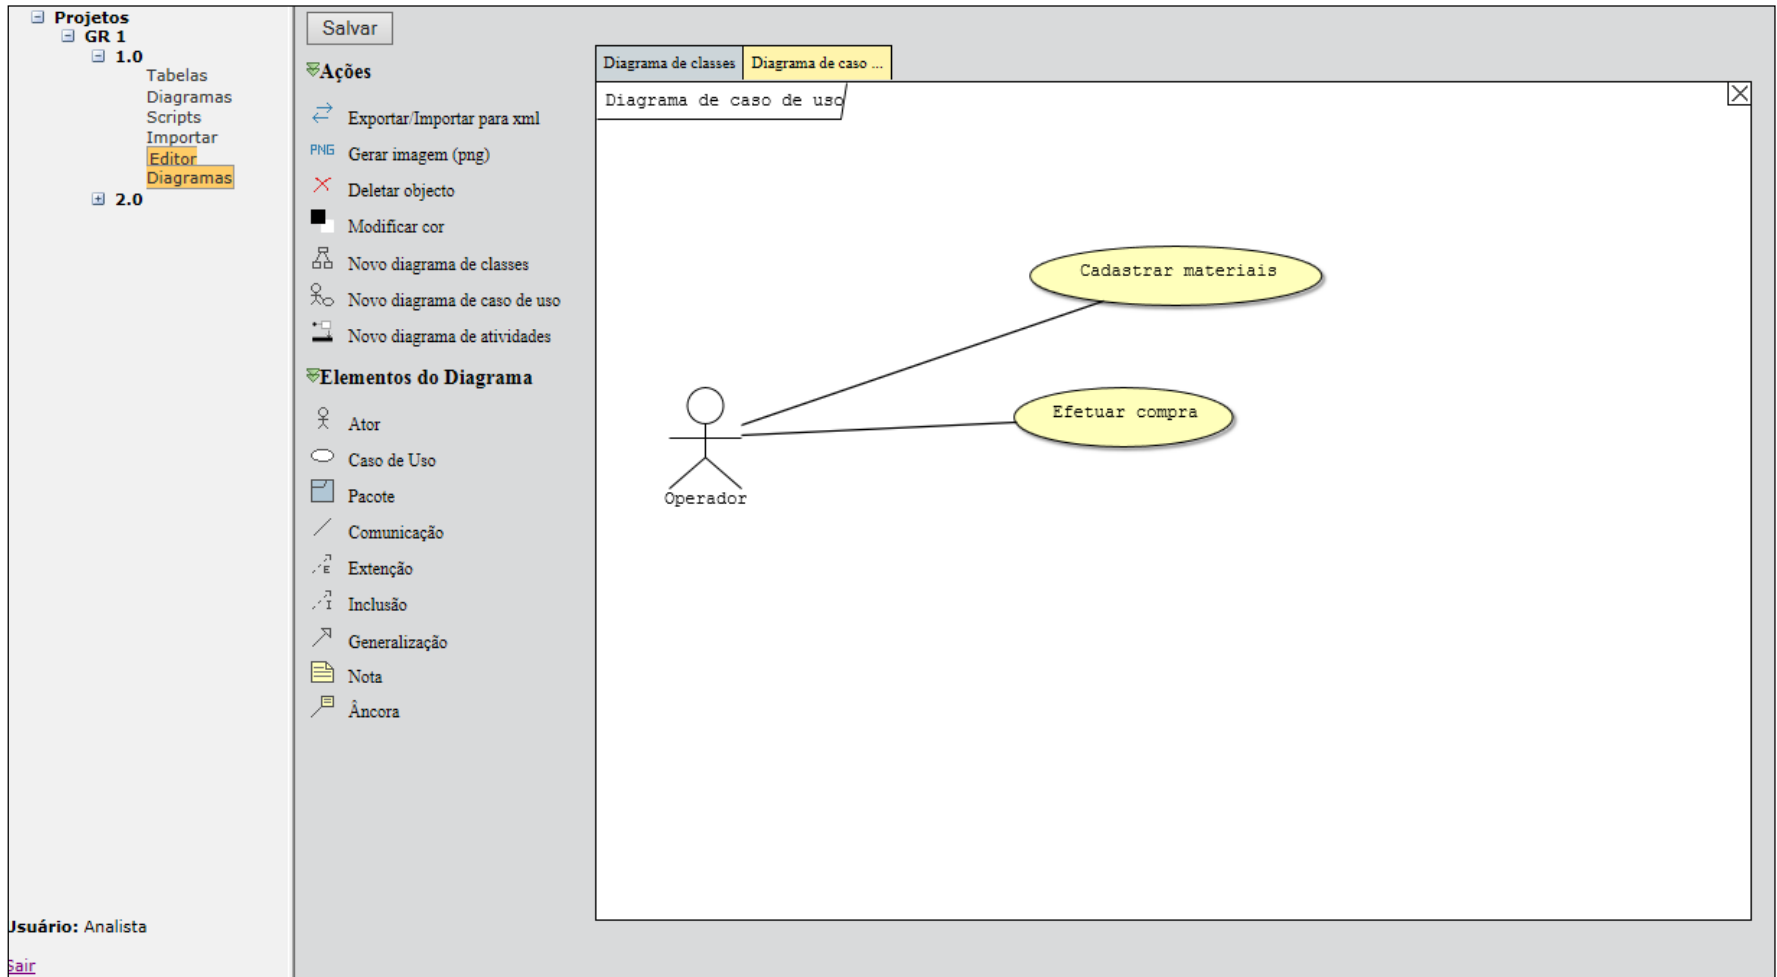 Projetos
GR 1
1.0
Tabelas
Diagramas
Scripts
Importar
Editor
Diagramas
2.0
Usuário: Analista
Sair
Salvar
Ações
Exportar/Importar para xml
PNG Gerar imagem (png)
Deletar objecto
Modificar cor
Novo diagrama de classes
Novo diagrama de caso de uso
Novo diagrama de atividades
Elementos do Diagrama
Ator
Caso de Uso
Pacote
Comunicação
E Extenção
I Inclusão
Generalização
Nota
Âncora
Diagrama de classes Diagrama de caso ...
Diagrama de caso de uso
Cadastrar materiais
Efetuar compra
Operador